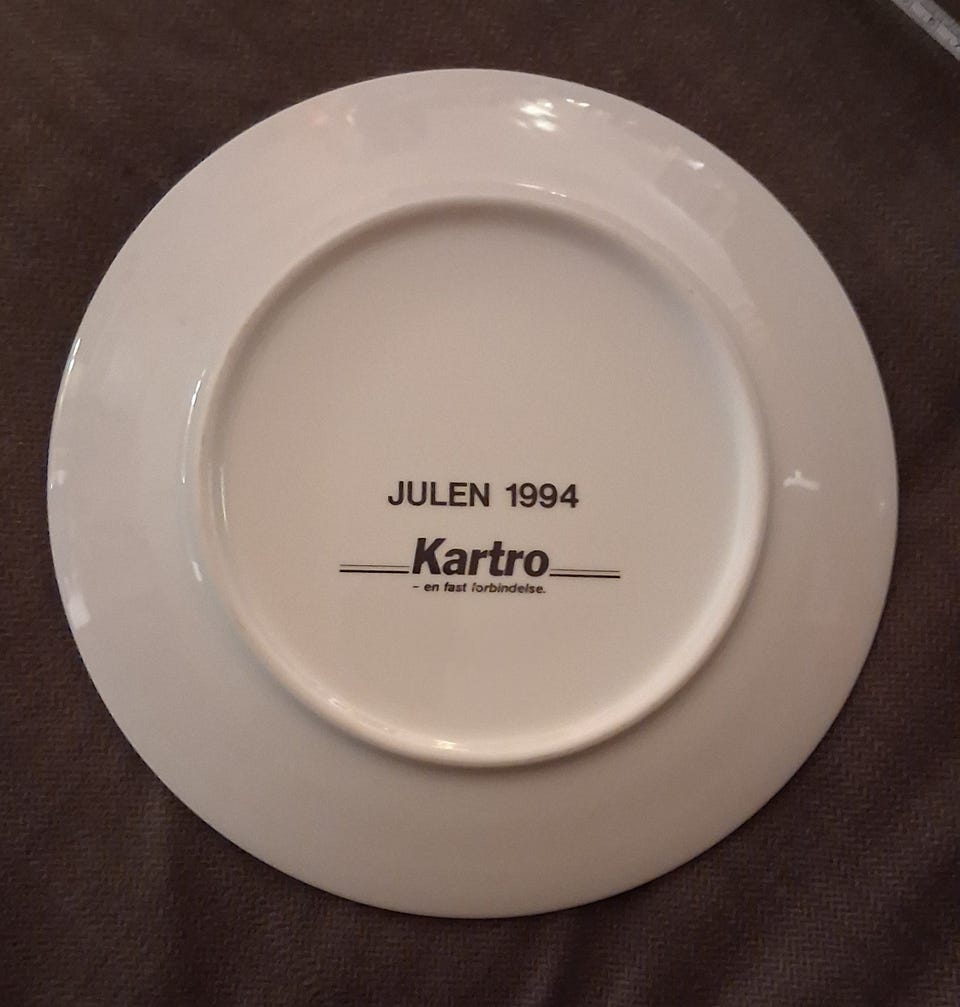 JULEN 1994
Kartro
- en fast forbindelse.